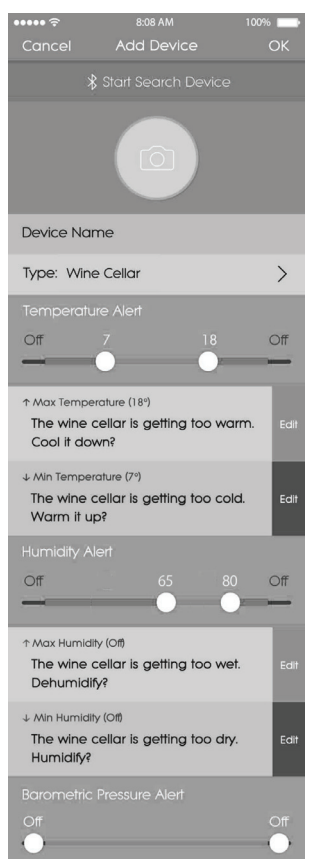 8:08 AM 100%
Cancel Add Device OK
Start Search Device
Device Name
Type: Wine Cellar
Temperature Alert
Off 7 18 Off
↑ Max Temperature (18°)
The wine cellar is getting too warm.
Cool it down?
Edit
↓ Min Temperature (7°)
The wine cellar is getting too cold.
Warm it up?
Edit
Humidity Alert
Off 65 80 Off
↑ Max Humidity (Off)
The wine cellar is getting too wet.
Dehumidify?
Edit
↓ Min Humidity (Off)
The wine cellar is getting too dry.
Humidify?
Edit
Barometric Pressure Alert
Off Off